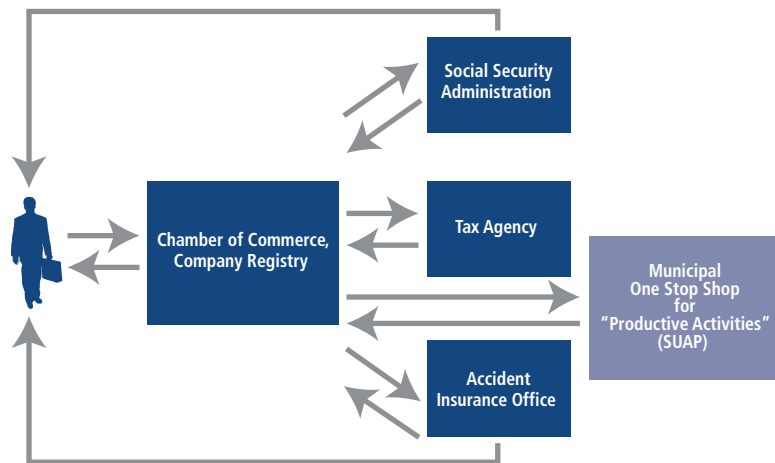 Social Security
Administration
Chamber of Commerce,
Company Registry
Tax Agency
Municipal
One Stop Shop
for
"Productive Activities"
(SUAP)
Accident
Insurance Office